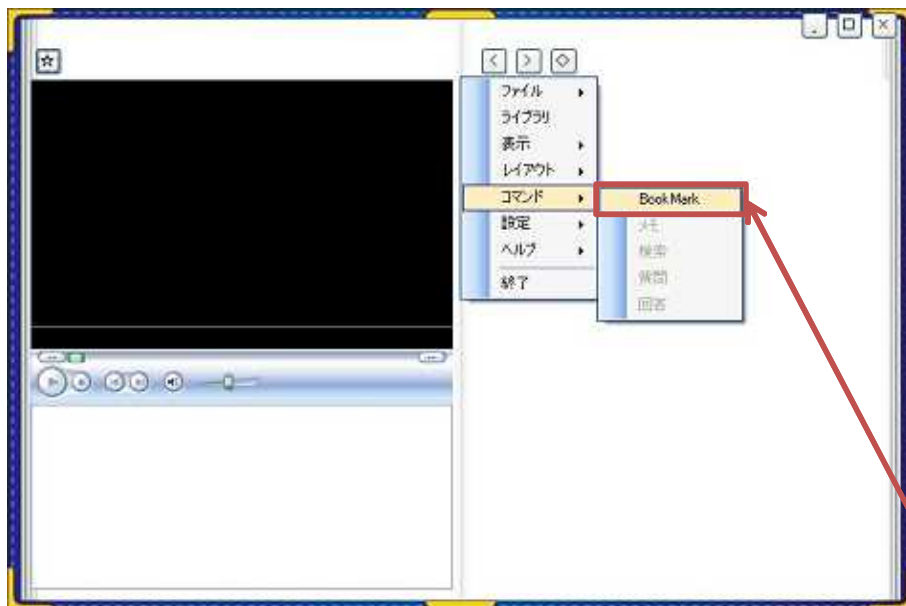 ファイル
ライブラリ
表示
レイアウト
コマンド
設定
ヘルプ
終了
BookMark
メモ
検索
質問
回答